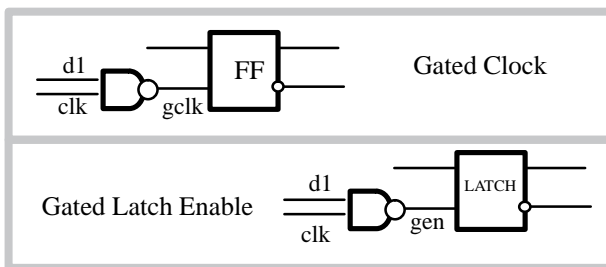 d1
clk
gclk
FF
Gated Clock
Gated Latch Enable
d1
clk
gen
LATCH